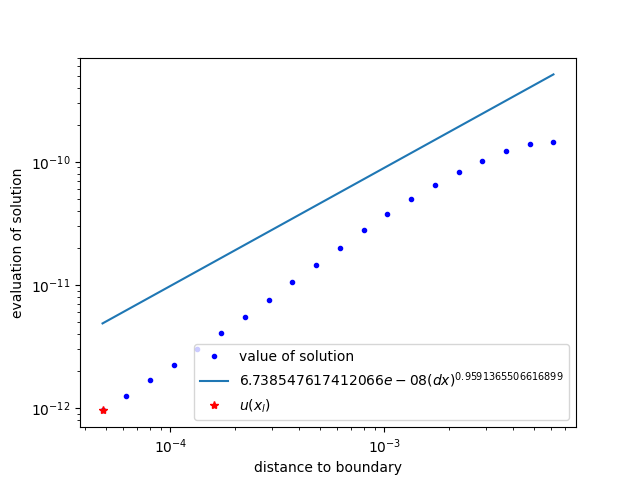 10⁻¹⁰
10⁻¹¹
10⁻¹²
evaluation of solution
value of solution
6.738547617412066e − 08(dx)^0.9591365506616899
u(x_l)
10⁻⁴
10⁻³
distance to boundary